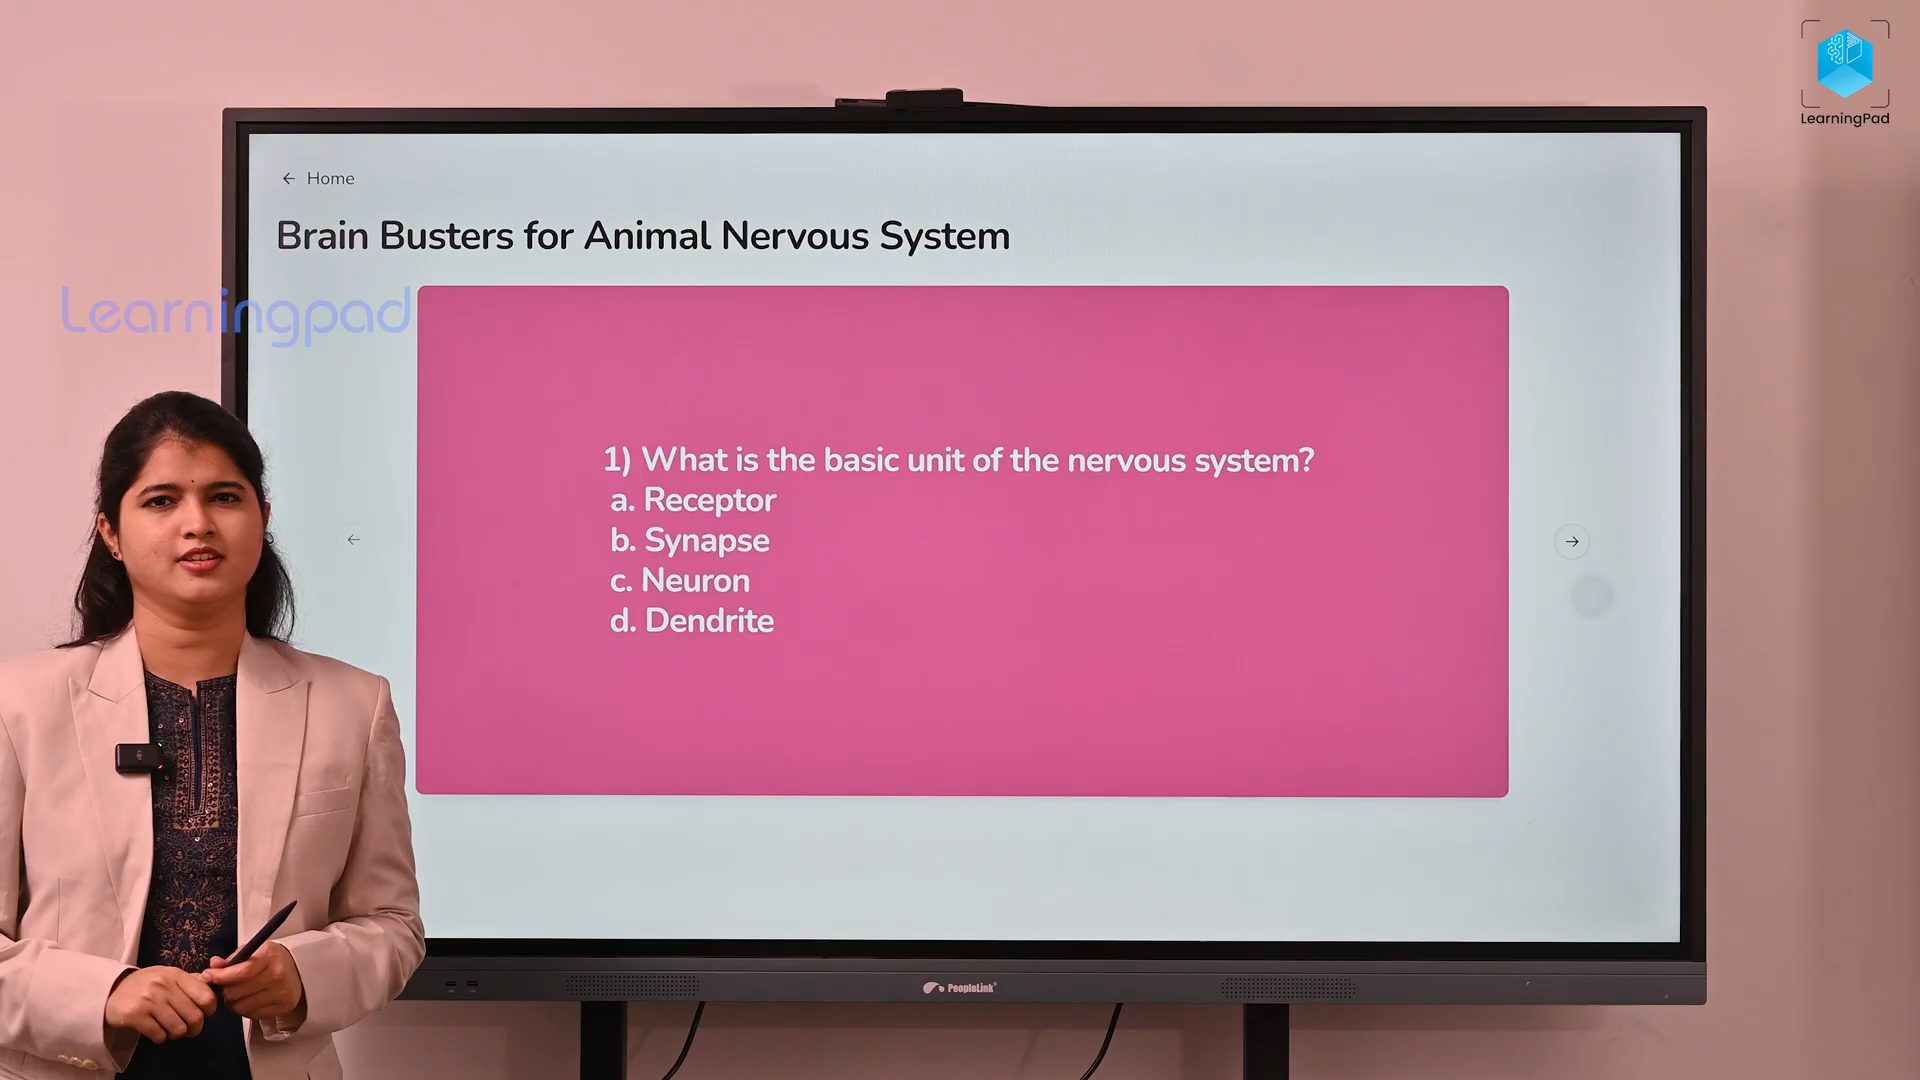 LearningPad
← Home
Brain Busters for Animal Nervous System
Learningpad
1) What is the basic unit of the nervous system?
a. Receptor
b. Synapse
c. Neuron
d. Dendrite
PeopleLink